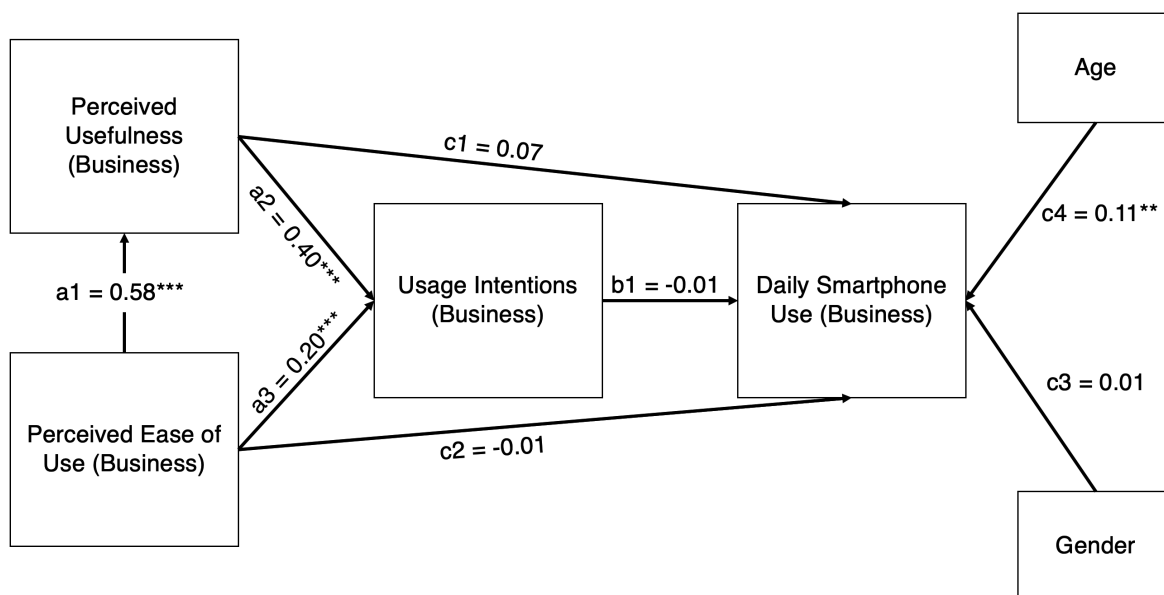 Perceived
Usefulness
(Business)
Age
c1 = 0.07
a2 = 0.40***
c4 = 0.11**
a1 = 0.58***
Usage Intentions
(Business)
b1 = -0.01
Daily Smartphone
Use (Business)
a3 = 0.20***
c3 = 0.01
Perceived Ease of
Use (Business)
c2 = -0.01
Gender